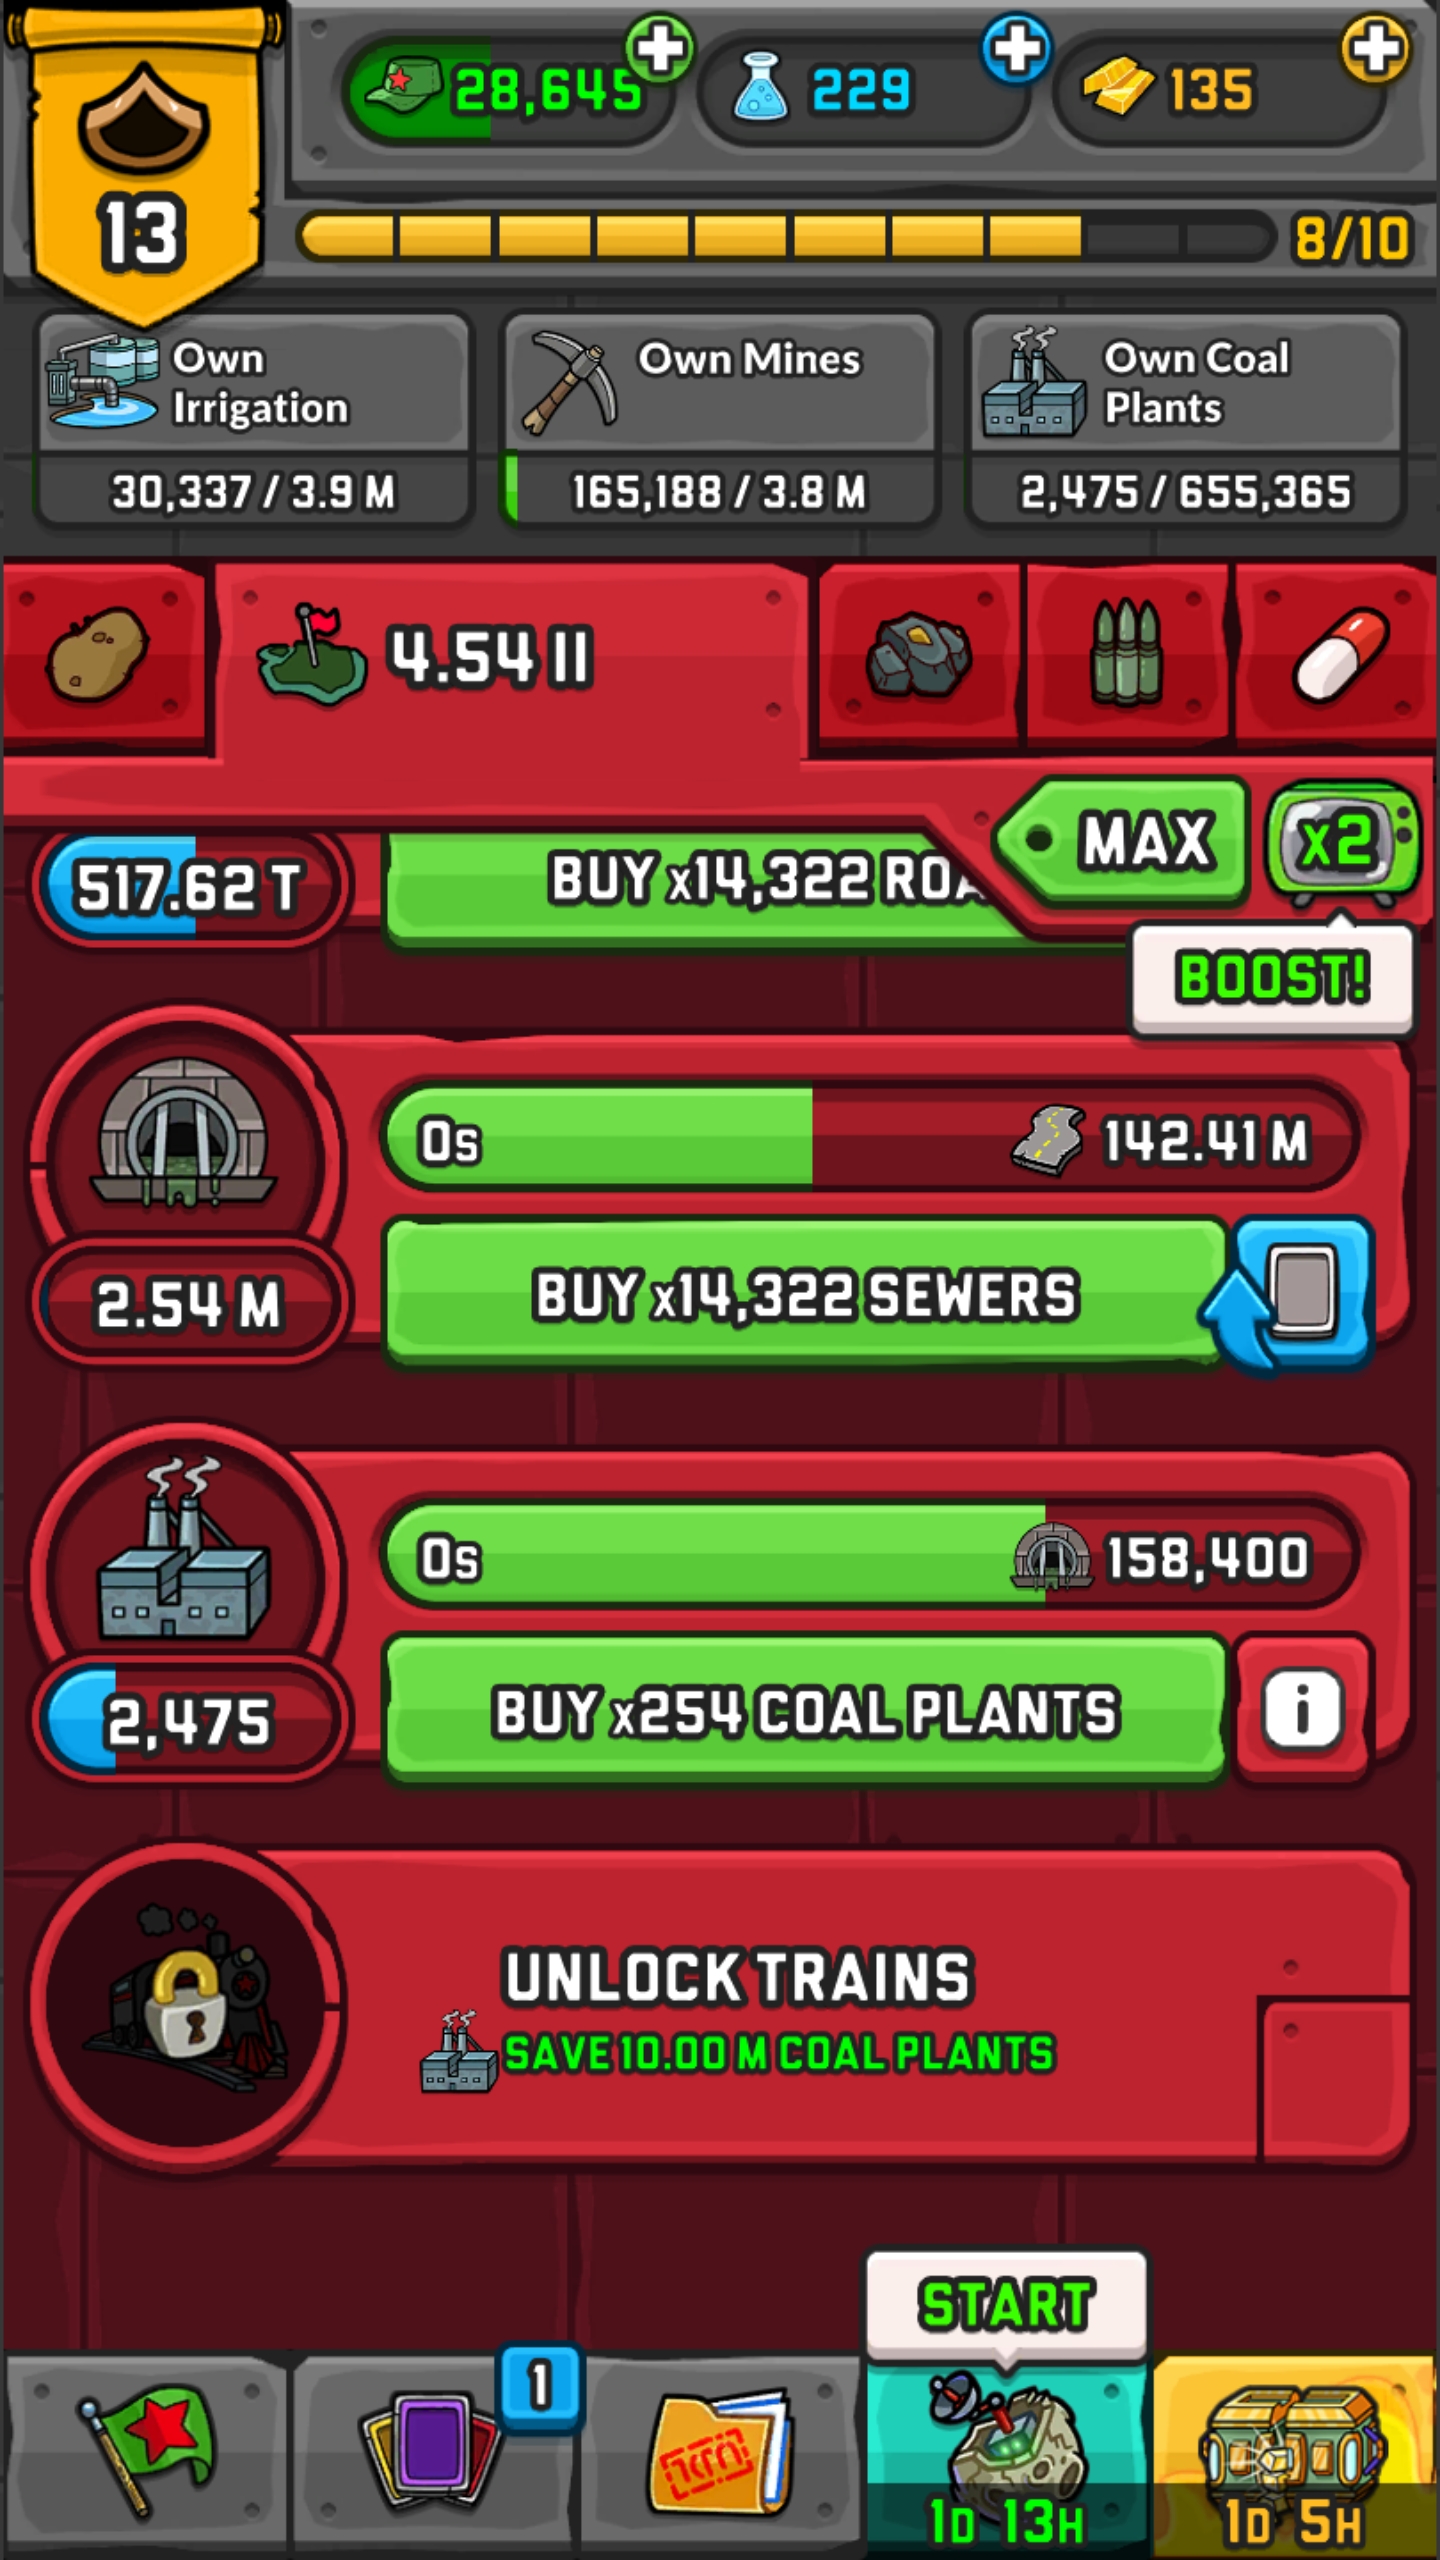 28,645
229
135
13
8/10
Own
Irrigation
30,337 / 3.9 M
Own Mines
165,188 / 3.8 M
Own Coal
Plants
2,475 / 655,365
4.54 II
MAX
x2
517.62 T
BUY x14,322 ROA
BOOST!
0s
142.41 M
2.54 M
BUY x14,322 SEWERS
0s
158,400
2,475
BUY x254 COAL PLANTS
i
UNLOCK TRAINS
SAVE 10.00 M COAL PLANTS
START
1
1D 13H
1D 5H